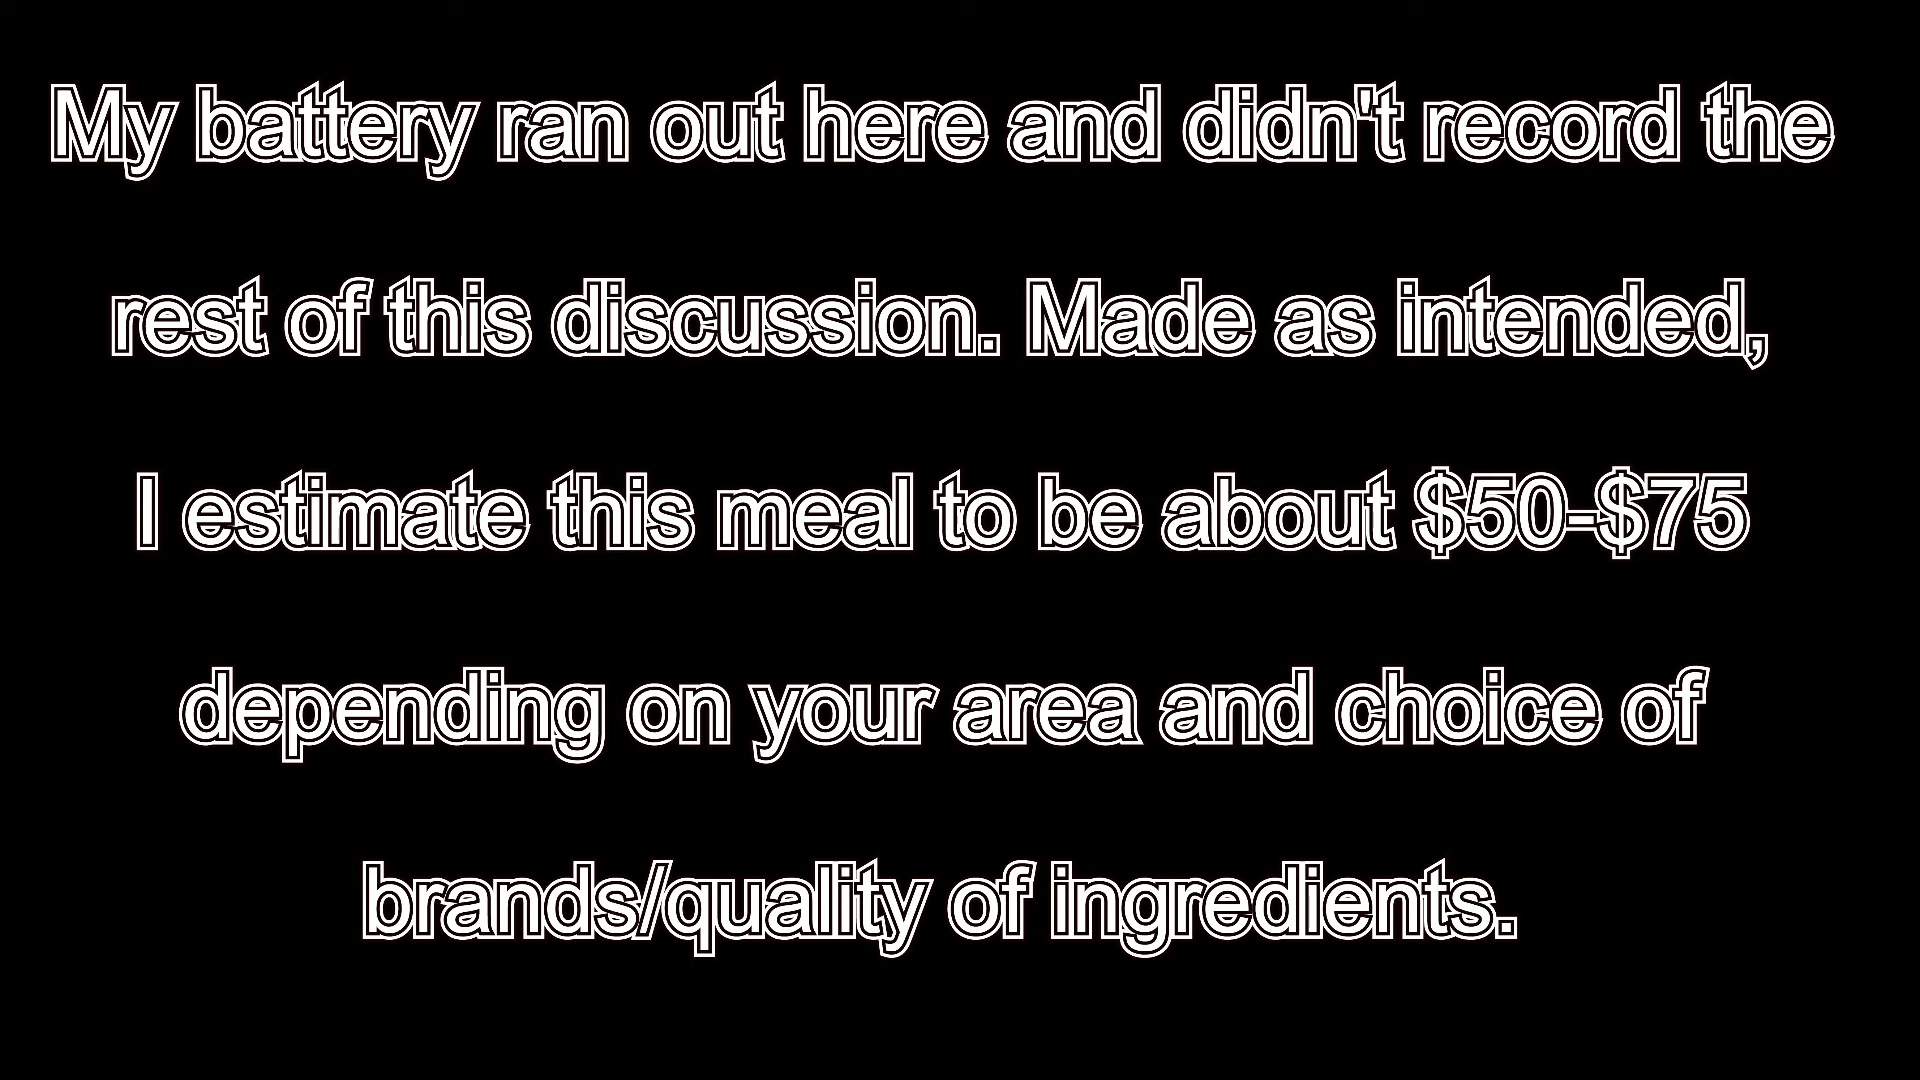 My battery ran out here and didn't record the
rest of this discussion. Made as intended,
I estimate this meal to be about $50-$75
depending on your area and choice of
brands/quality of ingredients.